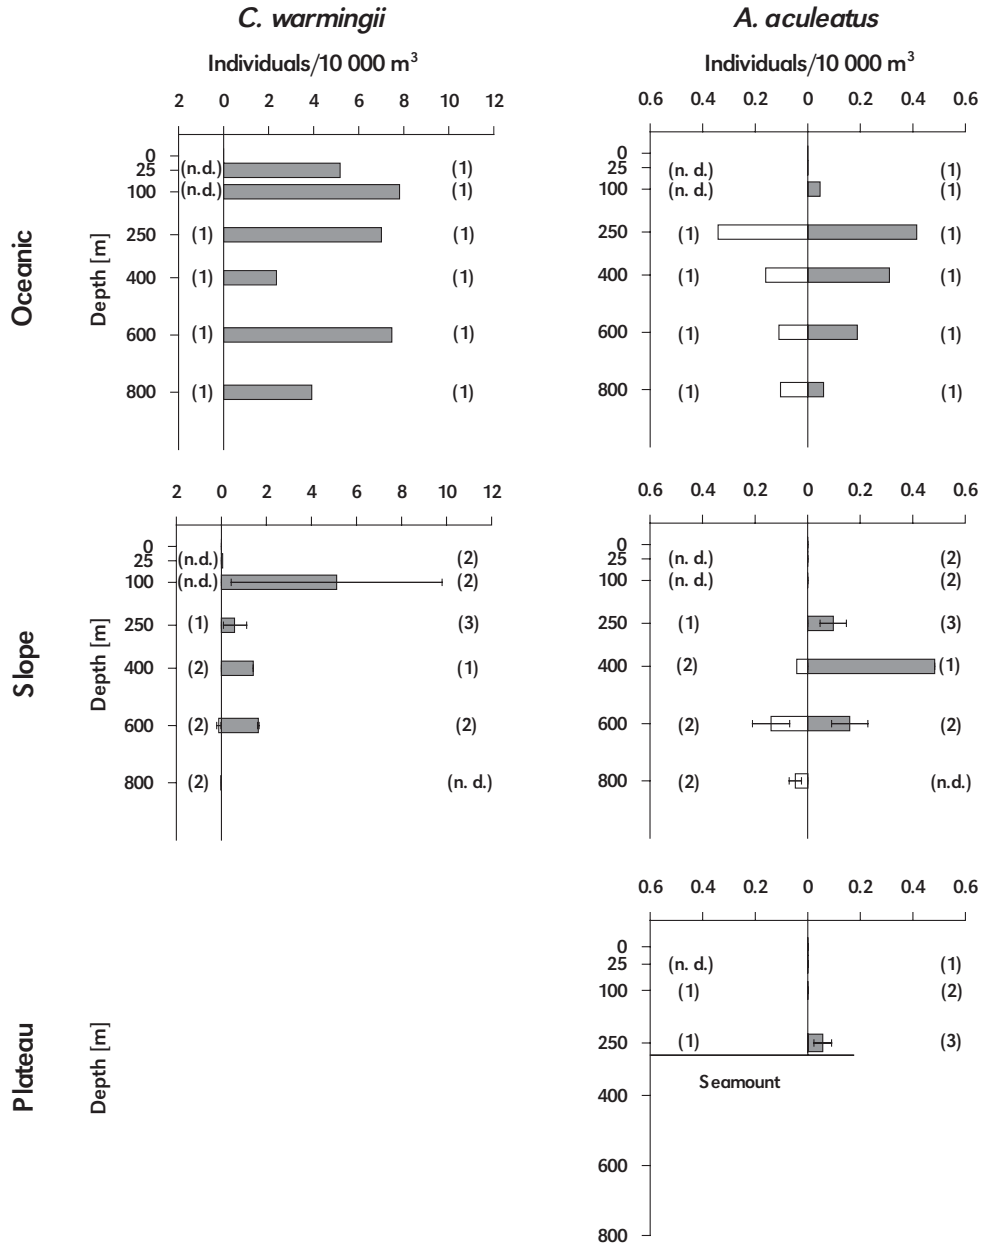 C. warmingii
A. aculeatus
Individuals/10 000 m³
Individuals/10 000 m³
2 0 2 4 6 8 10 12
0.6 0.4 0.2 0 0.2 0.4 0.6
Oceanic
Depth [m]
0
25 (n.d.) (1)
100 (n.d.) (1)
250 (1) (1)
400 (1) (1)
600 (1) (1)
800 (1) (1)
0
25 (n. d.) (1)
100 (n. d.) (1)
250 (1) (1)
400 (1) (1)
600 (1) (1)
800 (1) (1)
2 0 2 4 6 8 10 12
0.6 0.4 0.2 0 0.2 0.4 0.6
Slope
Depth [m]
0
25 (n.d.) (2)
100 (n.d.) (2)
250 (1) (3)
400 (2) (1)
600 (2) (2)
800 (2) (n. d.)
0
25 (n. d.) (2)
100 (n. d.) (2)
250 (1) (3)
400 (2) (1)
600 (2) (2)
800 (2) (n.d.)
0.6 0.4 0.2 0 0.2 0.4 0.6
Plateau
Depth [m]
0
25 (n. d.) (1)
100 (1) (2)
250 (1) (3)
Seamount
400
600
800